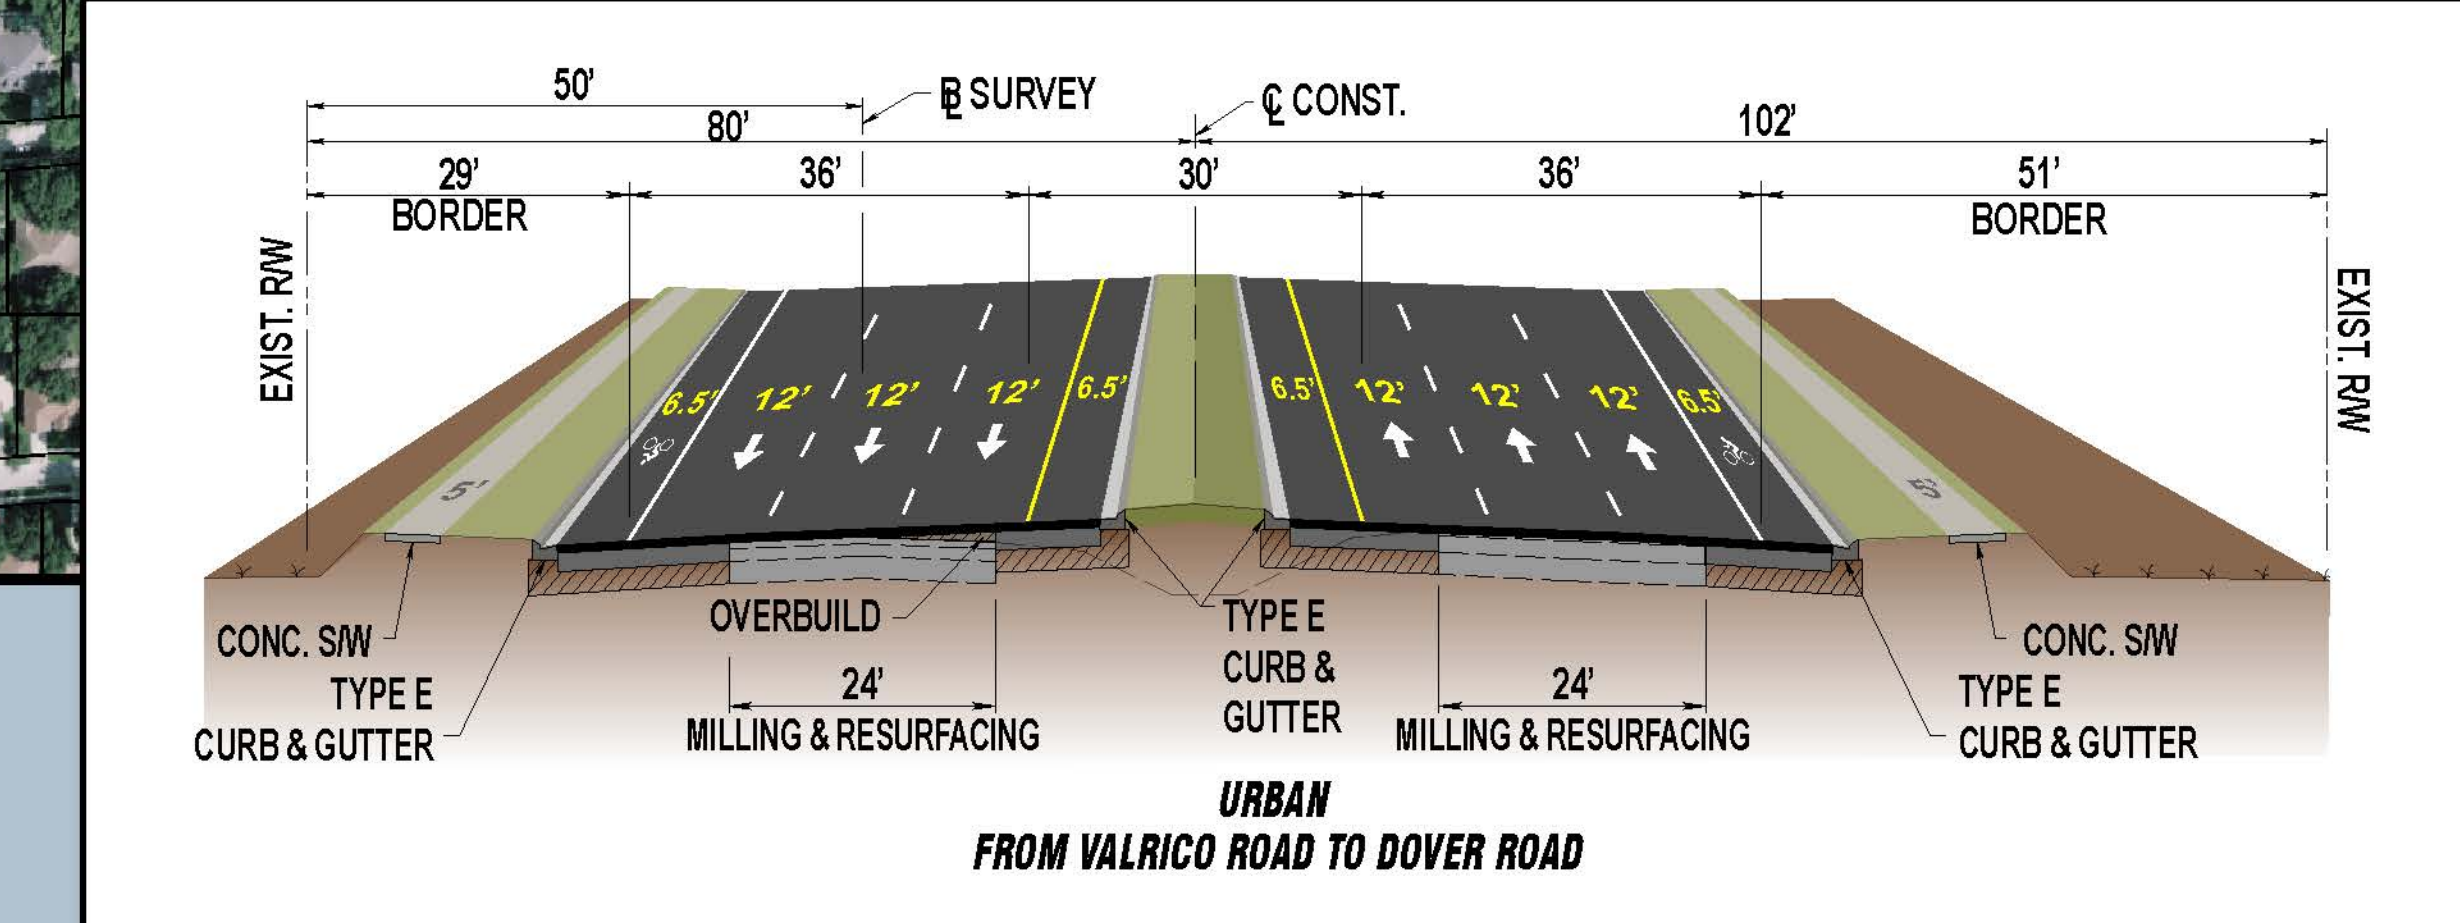 50’
B̲L SURVEY
℄ CONST.
80’
102’
29’
36’
30’
36’
51’
BORDER
BORDER
EXIST. R/W
EXIST. R/W
6.5’
12’
12’
12’
6.5’
6.5’
12’
12’
12’
6.5’
5’
5’
CONC. S/W
OVERBUILD
TYPE E
CURB &
GUTTER
CONC. S/W
TYPE E
CURB & GUTTER
24’
MILLING & RESURFACING
24’
MILLING & RESURFACING
TYPE E
CURB & GUTTER
URBAN
FROM VALRICO ROAD TO DOVER ROAD